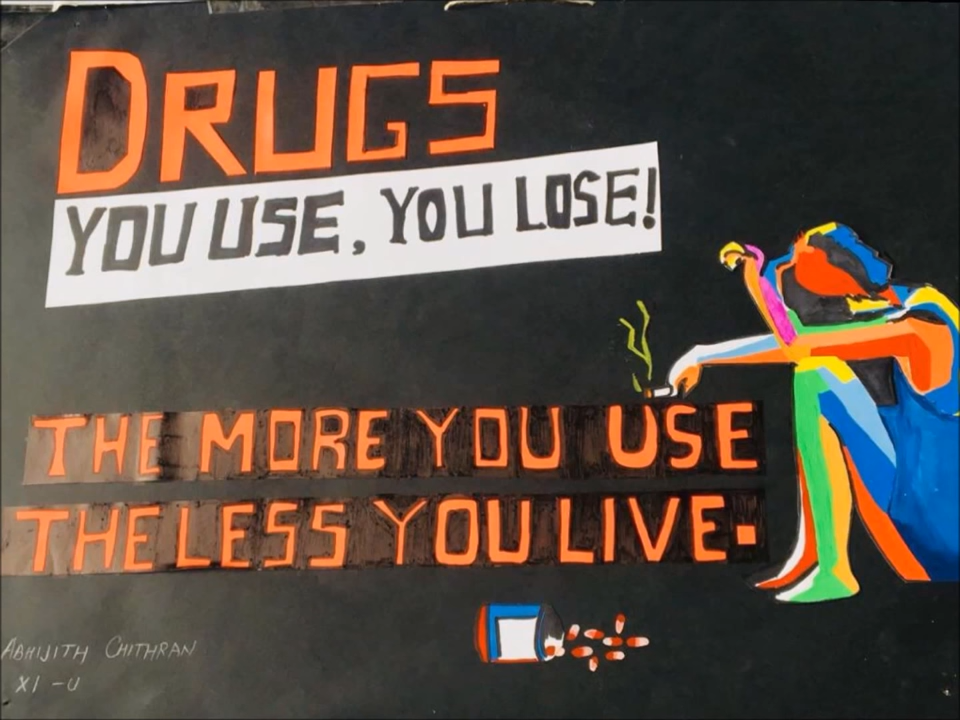 DRUGS
YOU USE, YOU LOSE!
THE MORE YOU USE
THE LESS YOU LIVE.
ABHIJITH CHITHRAN
XI - U